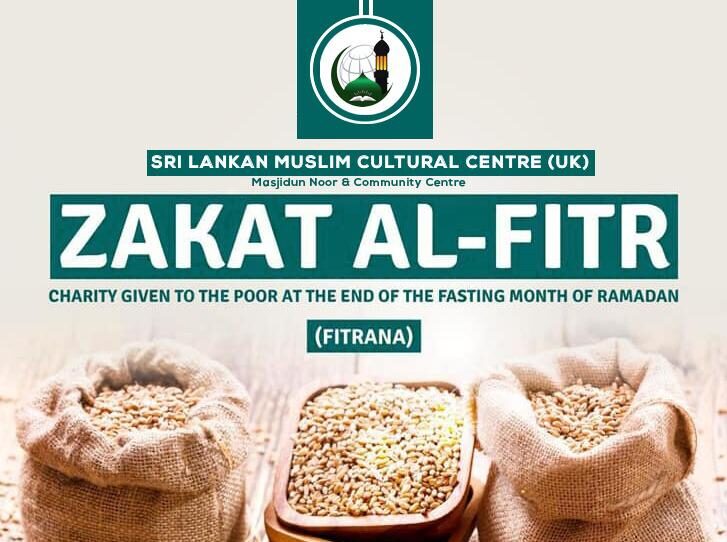 SRI LANKAN MUSLIM CULTURAL CENTRE (UK)
Masjidun Noor & Community Centre
ZAKAT AL-FITR
CHARITY GIVEN TO THE POOR AT THE END OF THE FASTING MONTH OF RAMADAN
(FITRANA)